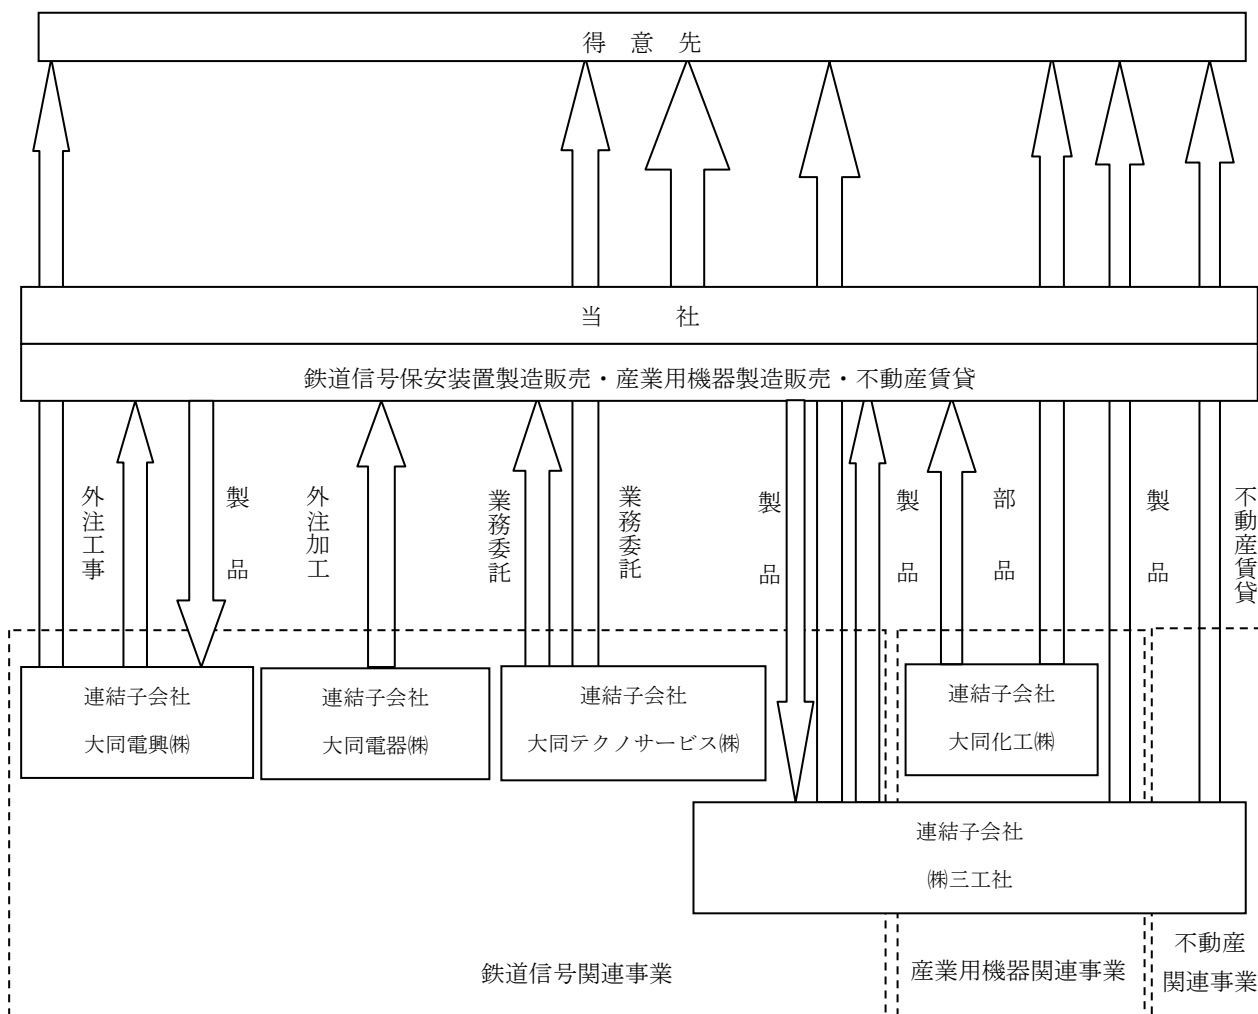 得 意 先
当 社
鉄道信号保安装置製造販売・産業用機器製造販売・不動産賃貸
外注工事
製品
外注加工
業務委託
業務委託
製品
製品
部品
製品
不動産賃貸
連結子会社
大同電興㈱
連結子会社
大同電器㈱
連結子会社
大同テクノサービス㈱
連結子会社
大同化工㈱
連結子会社
㈱三工社
鉄道信号関連事業
産業用機器関連事業
不動産
関連事業